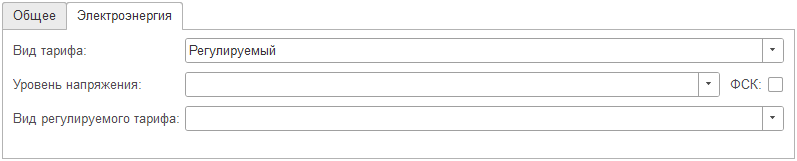 Общее Электроэнергия
Вид тарифа: Регулируемый
Уровень напряжения: ФСК:
Вид регулируемого тарифа: